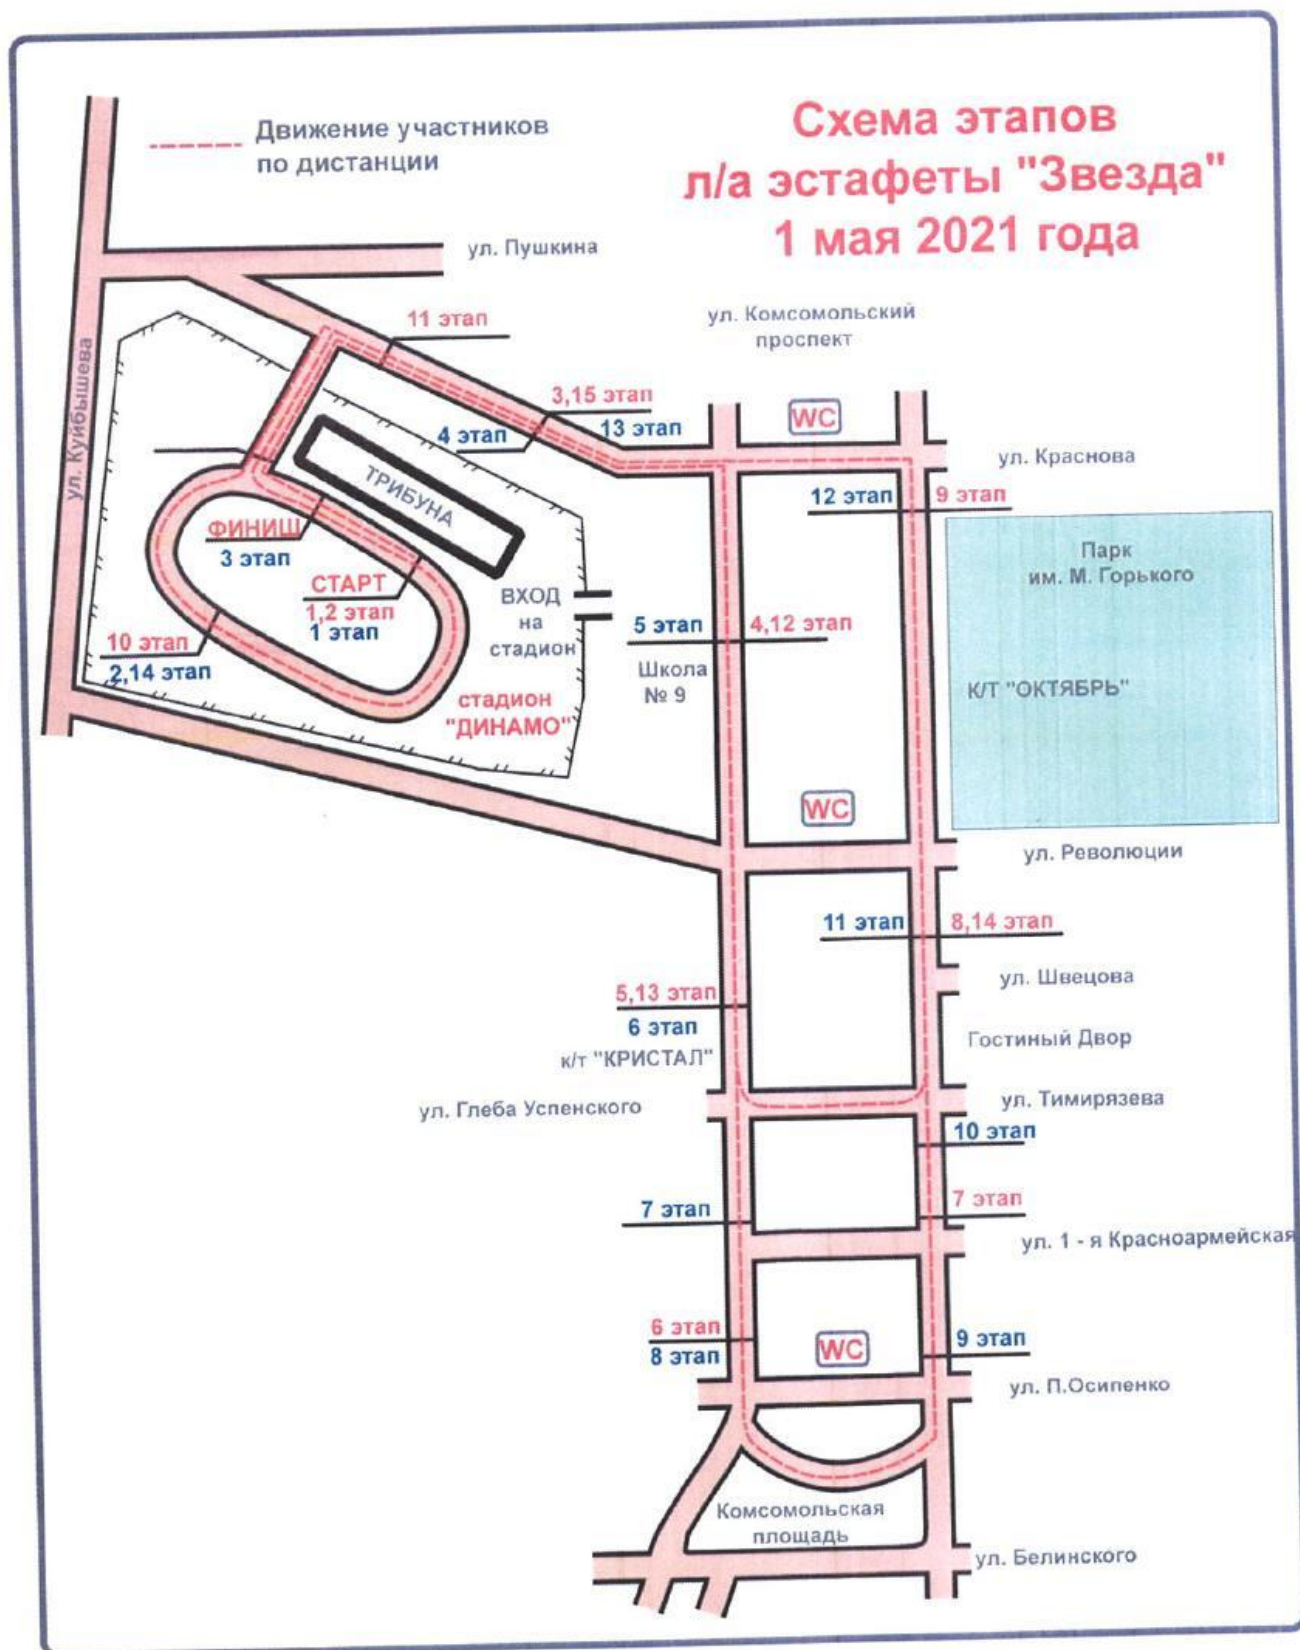 Схема этапов
л/а эстафеты "Звезда"
1 мая 2021 года
Движение участников
по дистанции
ул. Пушкина
ул. Комсомольский
проспект
11 этап
ул. Куйбышева
3,15 этап
4 этап
13 этап
WC
ул. Краснова
ТРИБУНА
12 этап
9 этап
ФИНИШ
3 этап
Парк
им. М. Горького
СТАРТ
1,2 этап
1 этап
ВХОД
на
стадион
5 этап
4,12 этап
10 этап
2,14 этап
Школа
№ 9
К/Т "ОКТЯБРЬ"
стадион
"ДИНАМО"
WC
ул. Революции
11 этап
8,14 этап
ул. Швецова
5,13 этап
6 этап
Гостиный Двор
к/т "КРИСТАЛ"
ул. Глеба Успенского
ул. Тимирязева
10 этап
7 этап
7 этап
ул. 1 - я Красноармейская
6 этап
8 этап
WC
9 этап
ул. П.Осипенко
Комсомольская
площадь
ул. Белинского